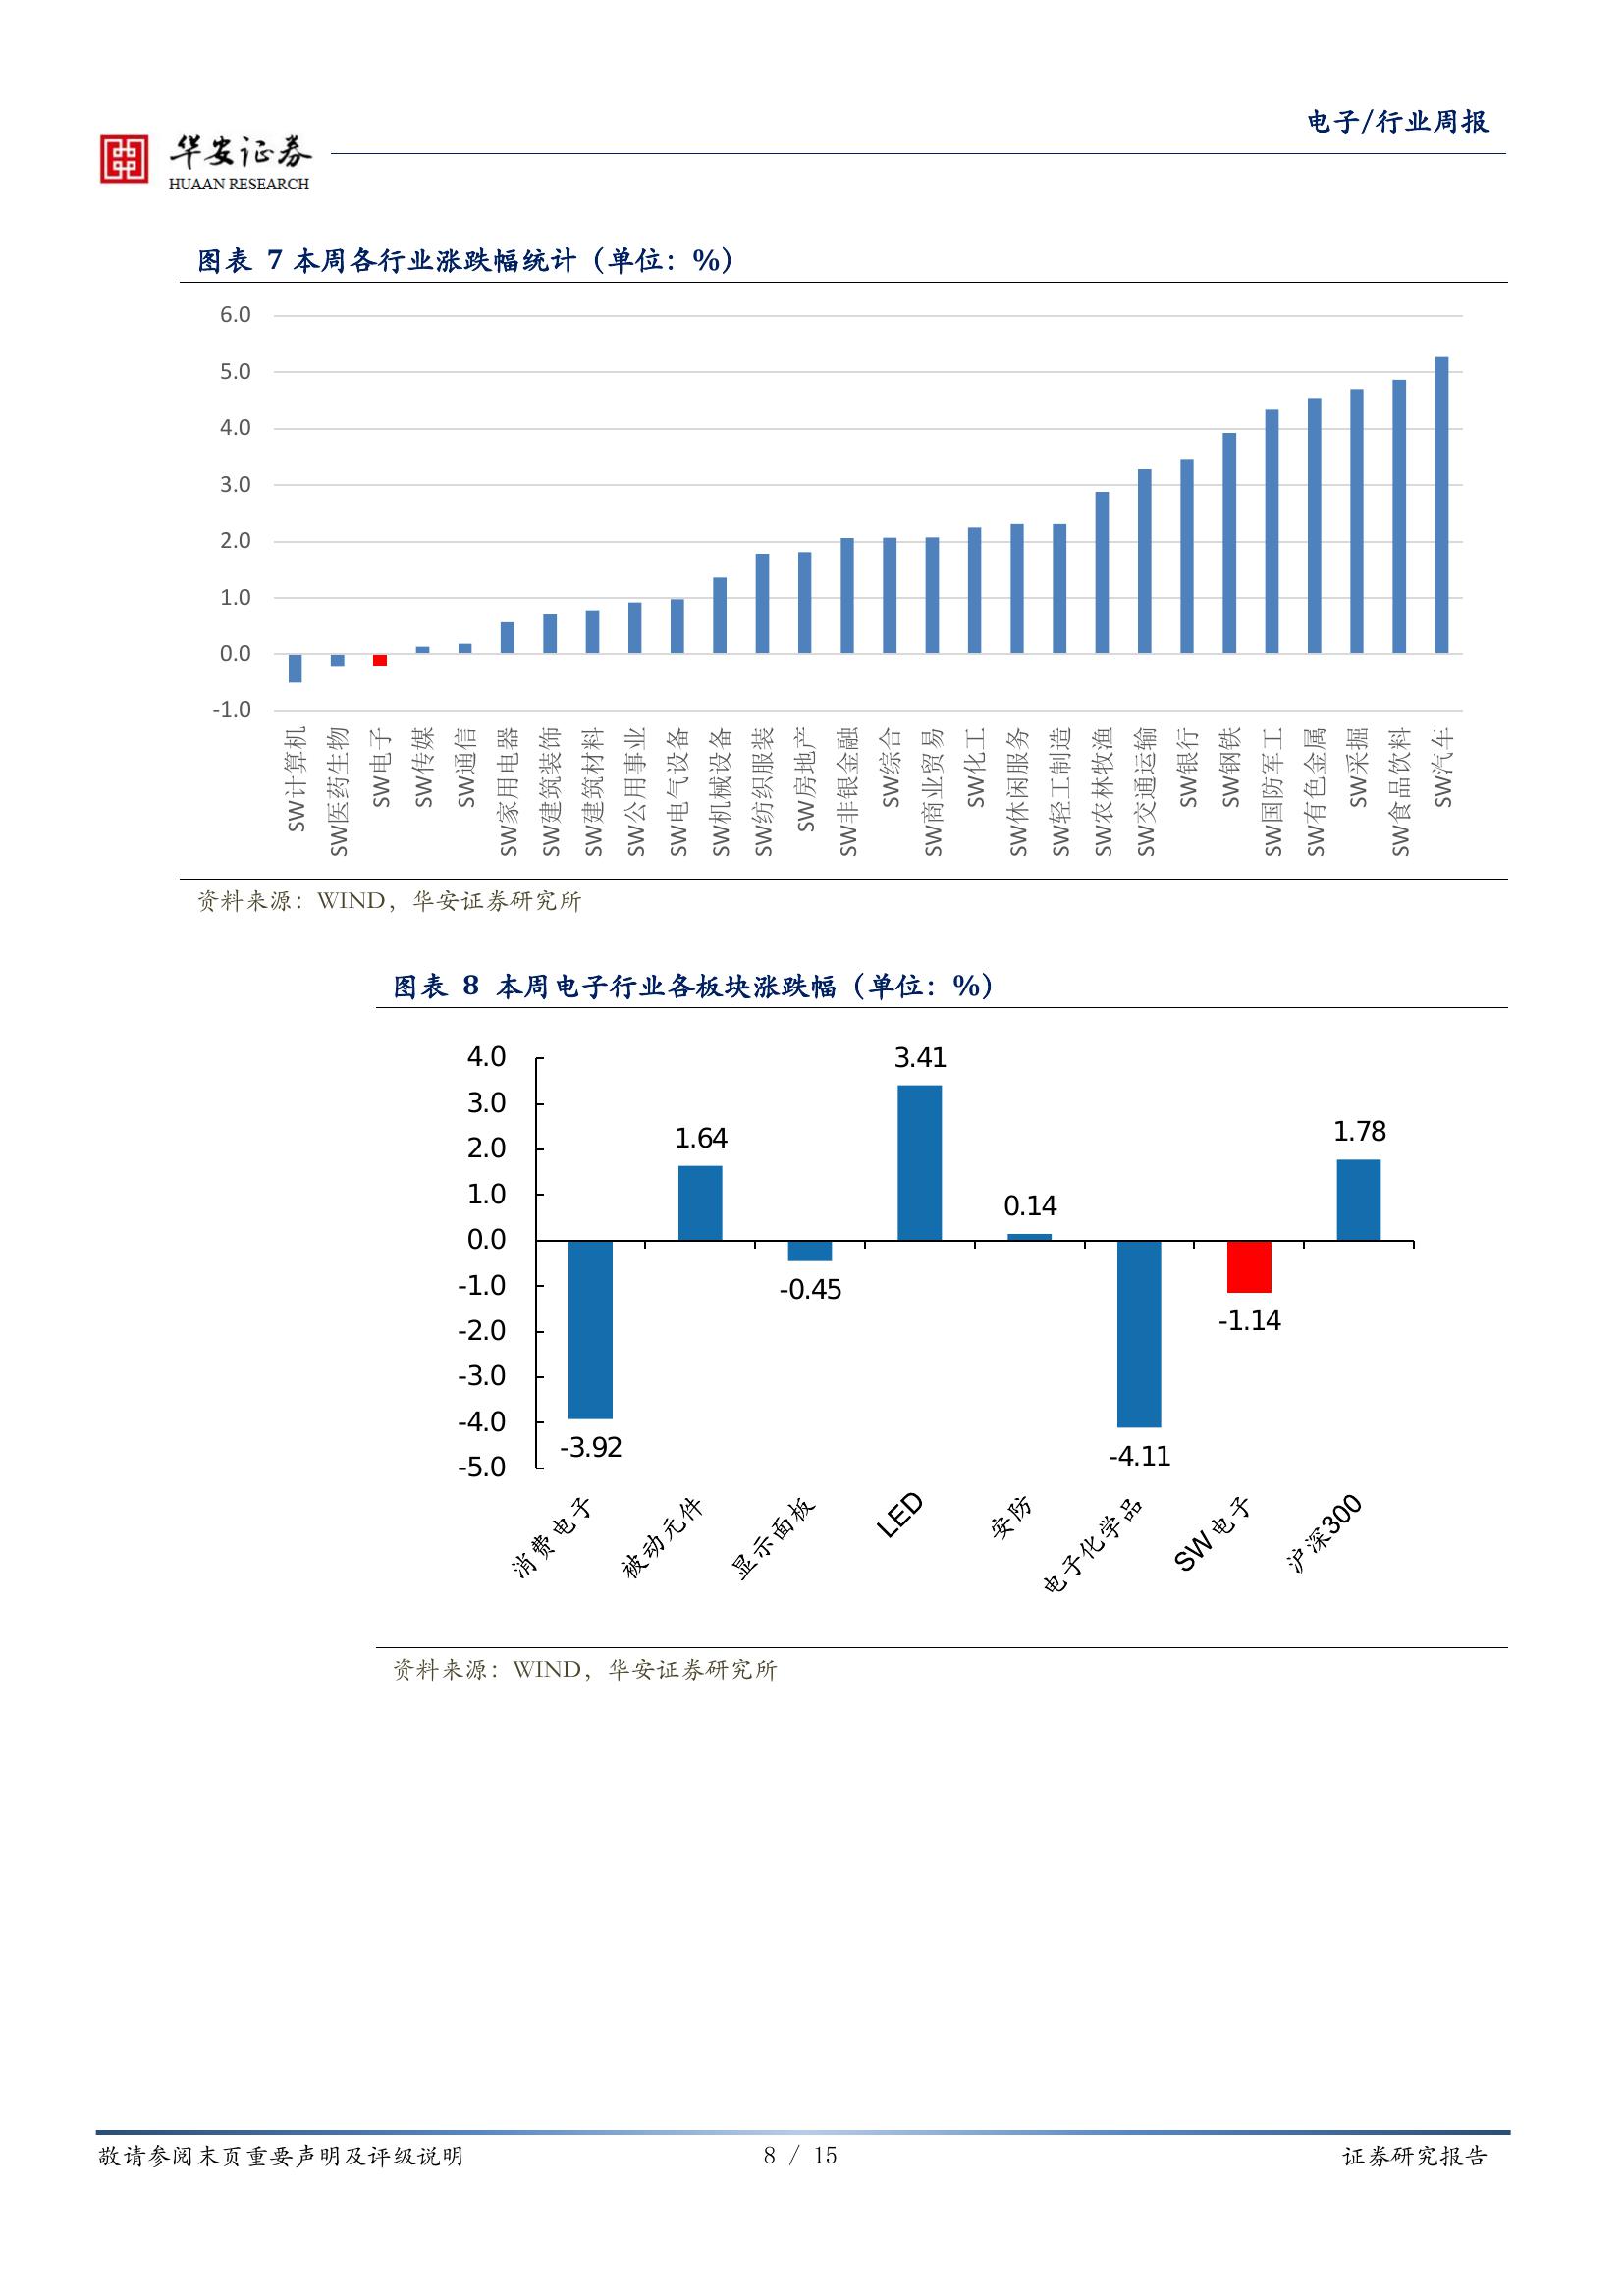 电子/行业周报
华安证券
HUAAN RESEARCH
图表 7 本周各行业涨跌幅统计（单位：%）
6.0
5.0
4.0
3.0
2.0
1.0
0.0
-1.0
SW计算机
SW医药生物
SW电子
SW传媒
SW通信
SW家用电器
SW建筑装饰
SW建筑材料
SW公用事业
SW电气设备
SW机械设备
SW纺织服装
SW房地产
SW非银金融
SW综合
SW商业贸易
SW化工
SW休闲服务
SW轻工制造
SW农林牧渔
SW交通运输
SW银行
SW钢铁
SW国防军工
SW有色金属
SW采掘
SW食品饮料
SW汽车
资料来源：WIND，华安证券研究所
图表 8 本周电子行业各板块涨跌幅（单位：%）
4.0
3.0
2.0
1.0
0.0
-1.0
-2.0
-3.0
-4.0
-5.0
-3.92
1.64
-0.45
3.41
0.14
-4.11
-1.14
1.78
消费电子
被动元件
显示面板
LED
安防
电子化学品
SW电子
沪深300
资料来源：WIND，华安证券研究所
敬请参阅末页重要声明及评级说明
8 / 15
证券研究报告